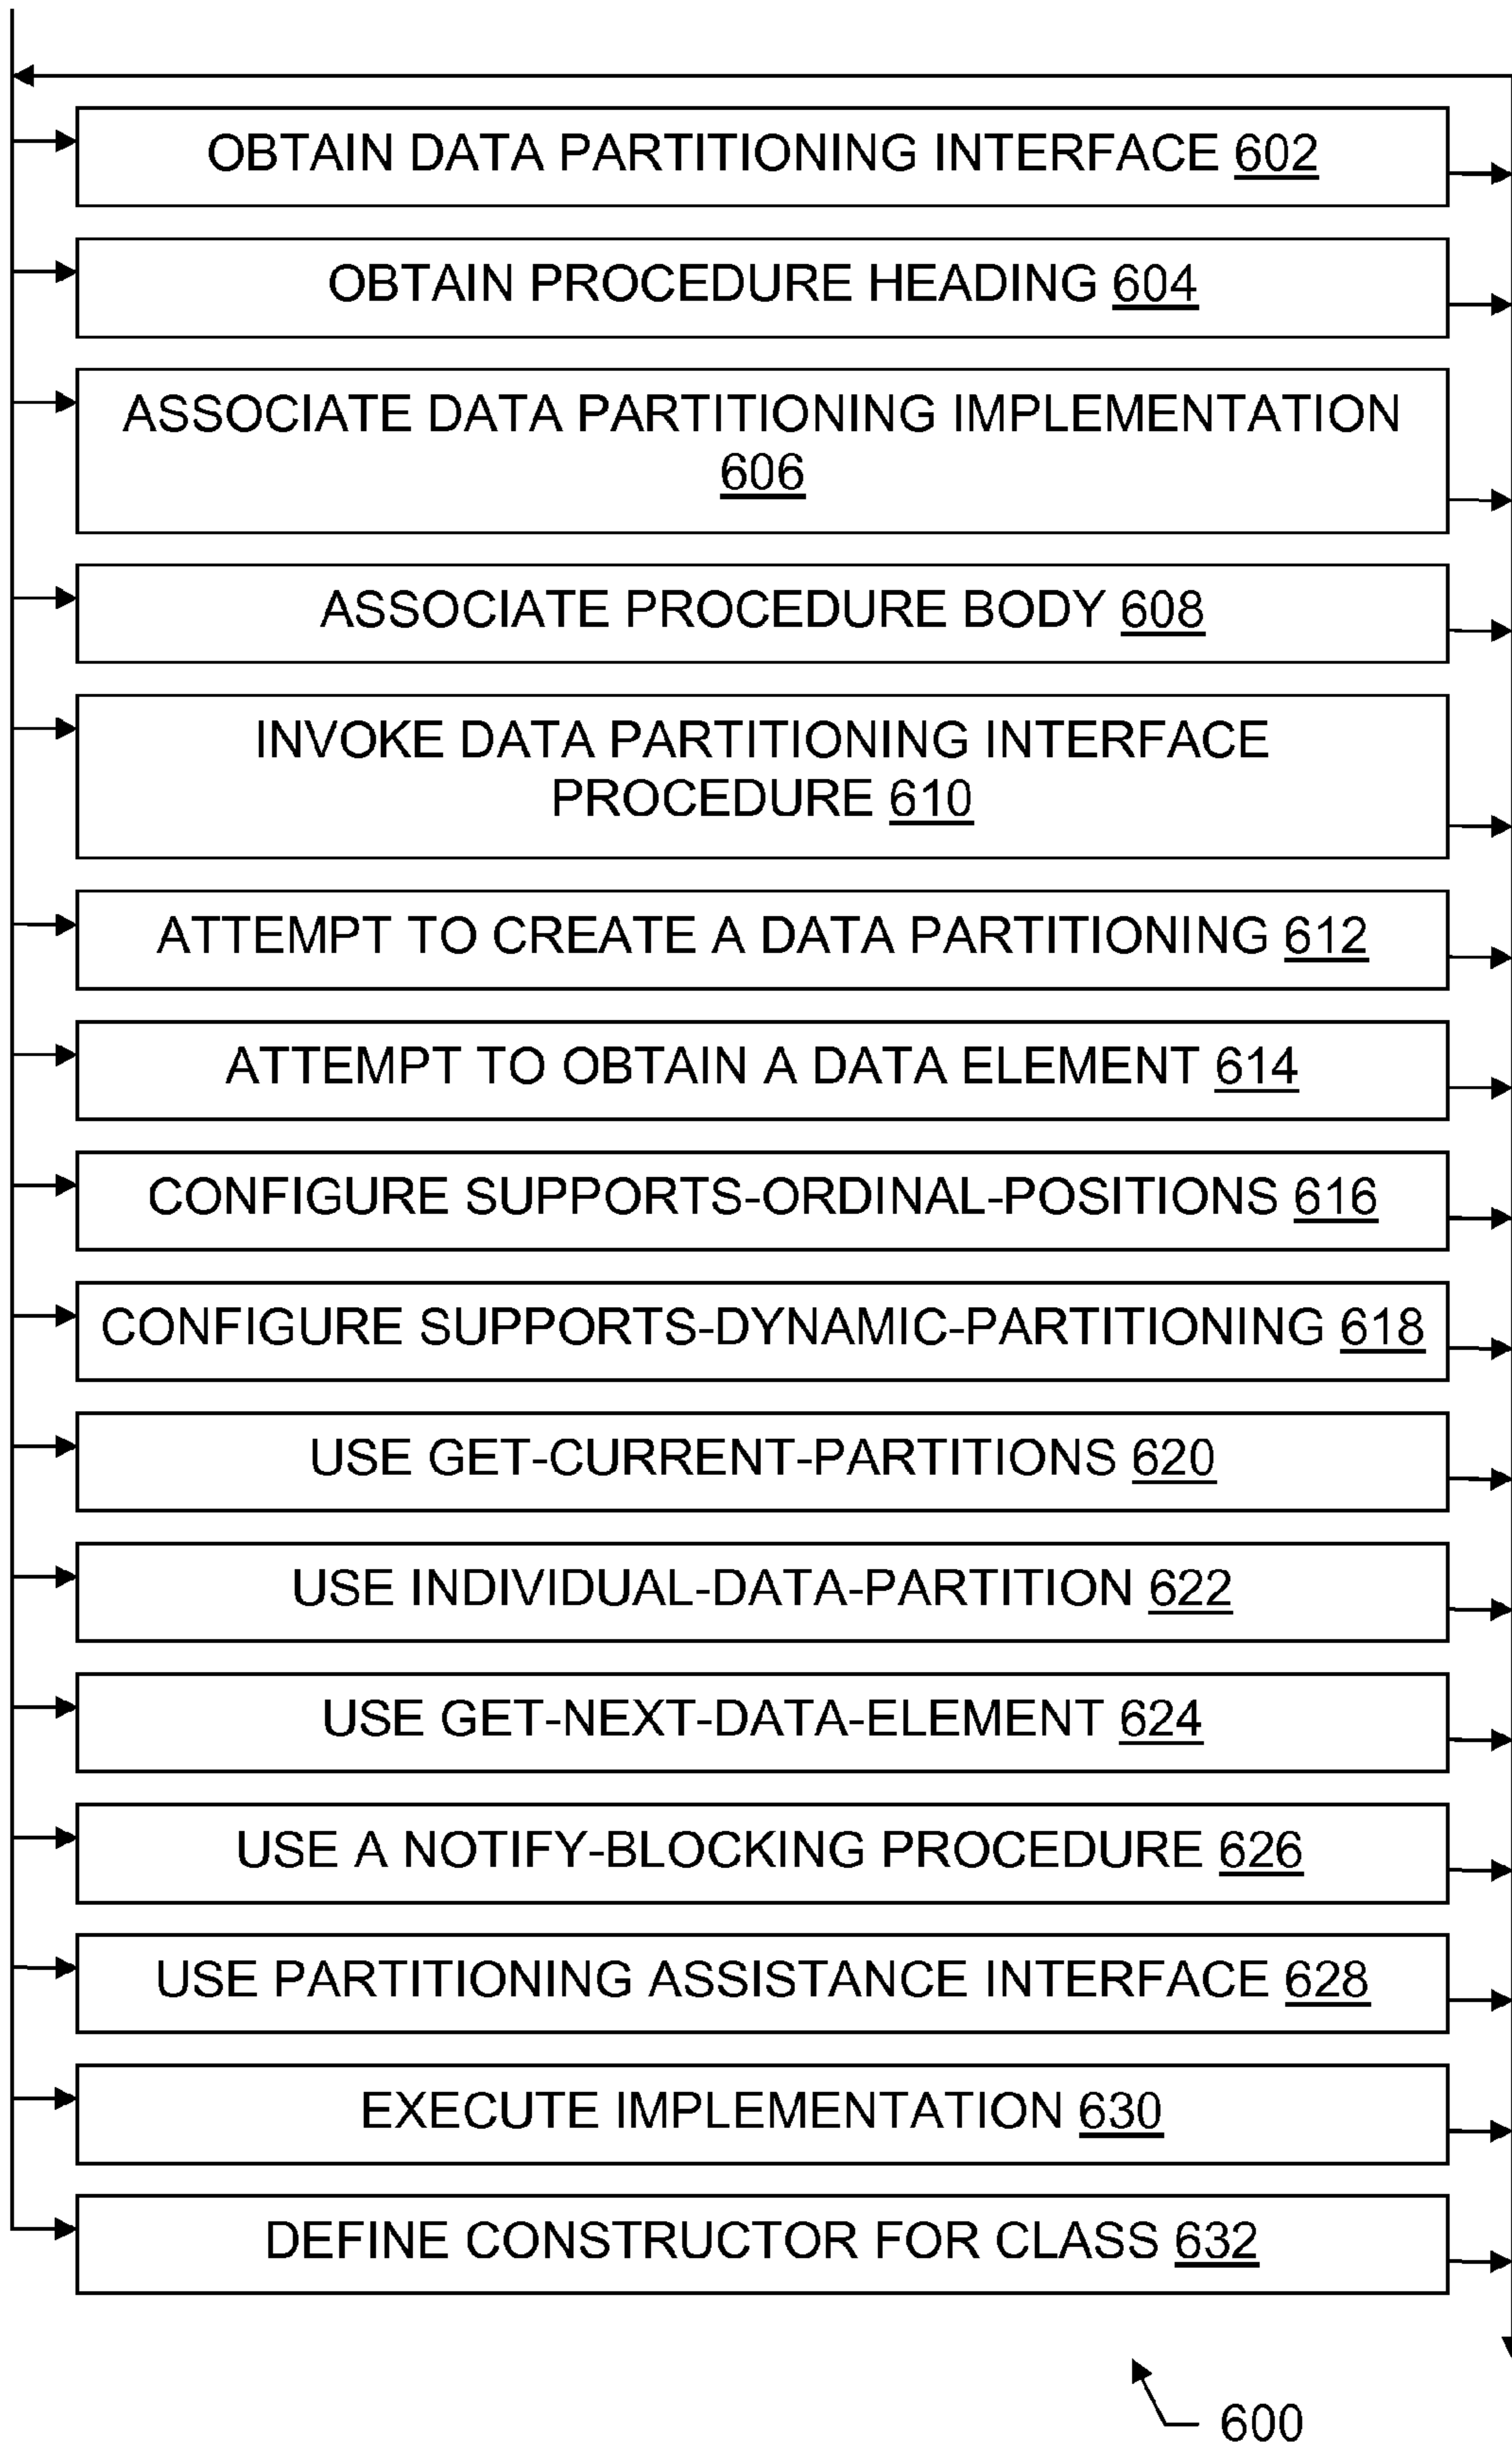 OBTAIN DATA PARTITIONING INTERFACE 602
OBTAIN PROCEDURE HEADING 604
ASSOCIATE DATA PARTITIONING IMPLEMENTATION
606
ASSOCIATE PROCEDURE BODY 608
INVOKE DATA PARTITIONING INTERFACE
PROCEDURE 610
ATTEMPT TO CREATE A DATA PARTITIONING 612
ATTEMPT TO OBTAIN A DATA ELEMENT 614
CONFIGURE SUPPORTS-ORDINAL-POSITIONS 616
CONFIGURE SUPPORTS-DYNAMIC-PARTITIONING 618
USE GET-CURRENT-PARTITIONS 620
USE INDIVIDUAL-DATA-PARTITION 622
USE GET-NEXT-DATA-ELEMENT 624
USE A NOTIFY-BLOCKING PROCEDURE 626
USE PARTITIONING ASSISTANCE INTERFACE 628
EXECUTE IMPLEMENTATION 630
DEFINE CONSTRUCTOR FOR CLASS 632
600